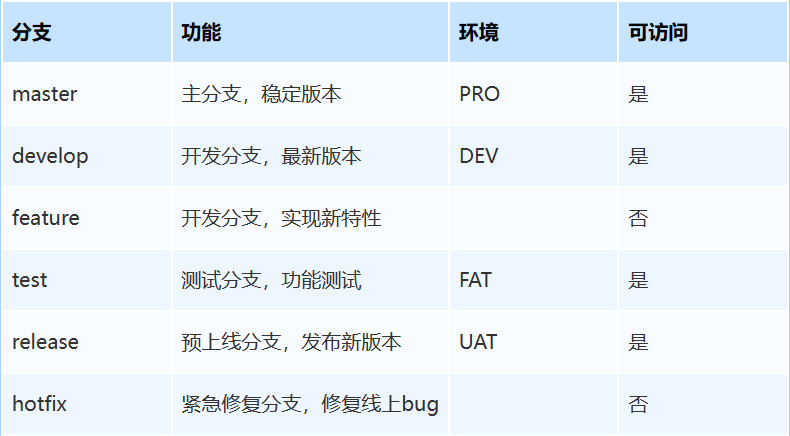 分支 功能 环境 可访问
master 主分支，稳定版本 PRO 是
develop 开发分支，最新版本 DEV 是
feature 开发分支，实现新特性 否
test 测试分支，功能测试 FAT 是
release 预上线分支，发布新版本 UAT 是
hotfix 紧急修复分支，修复线上bug 否